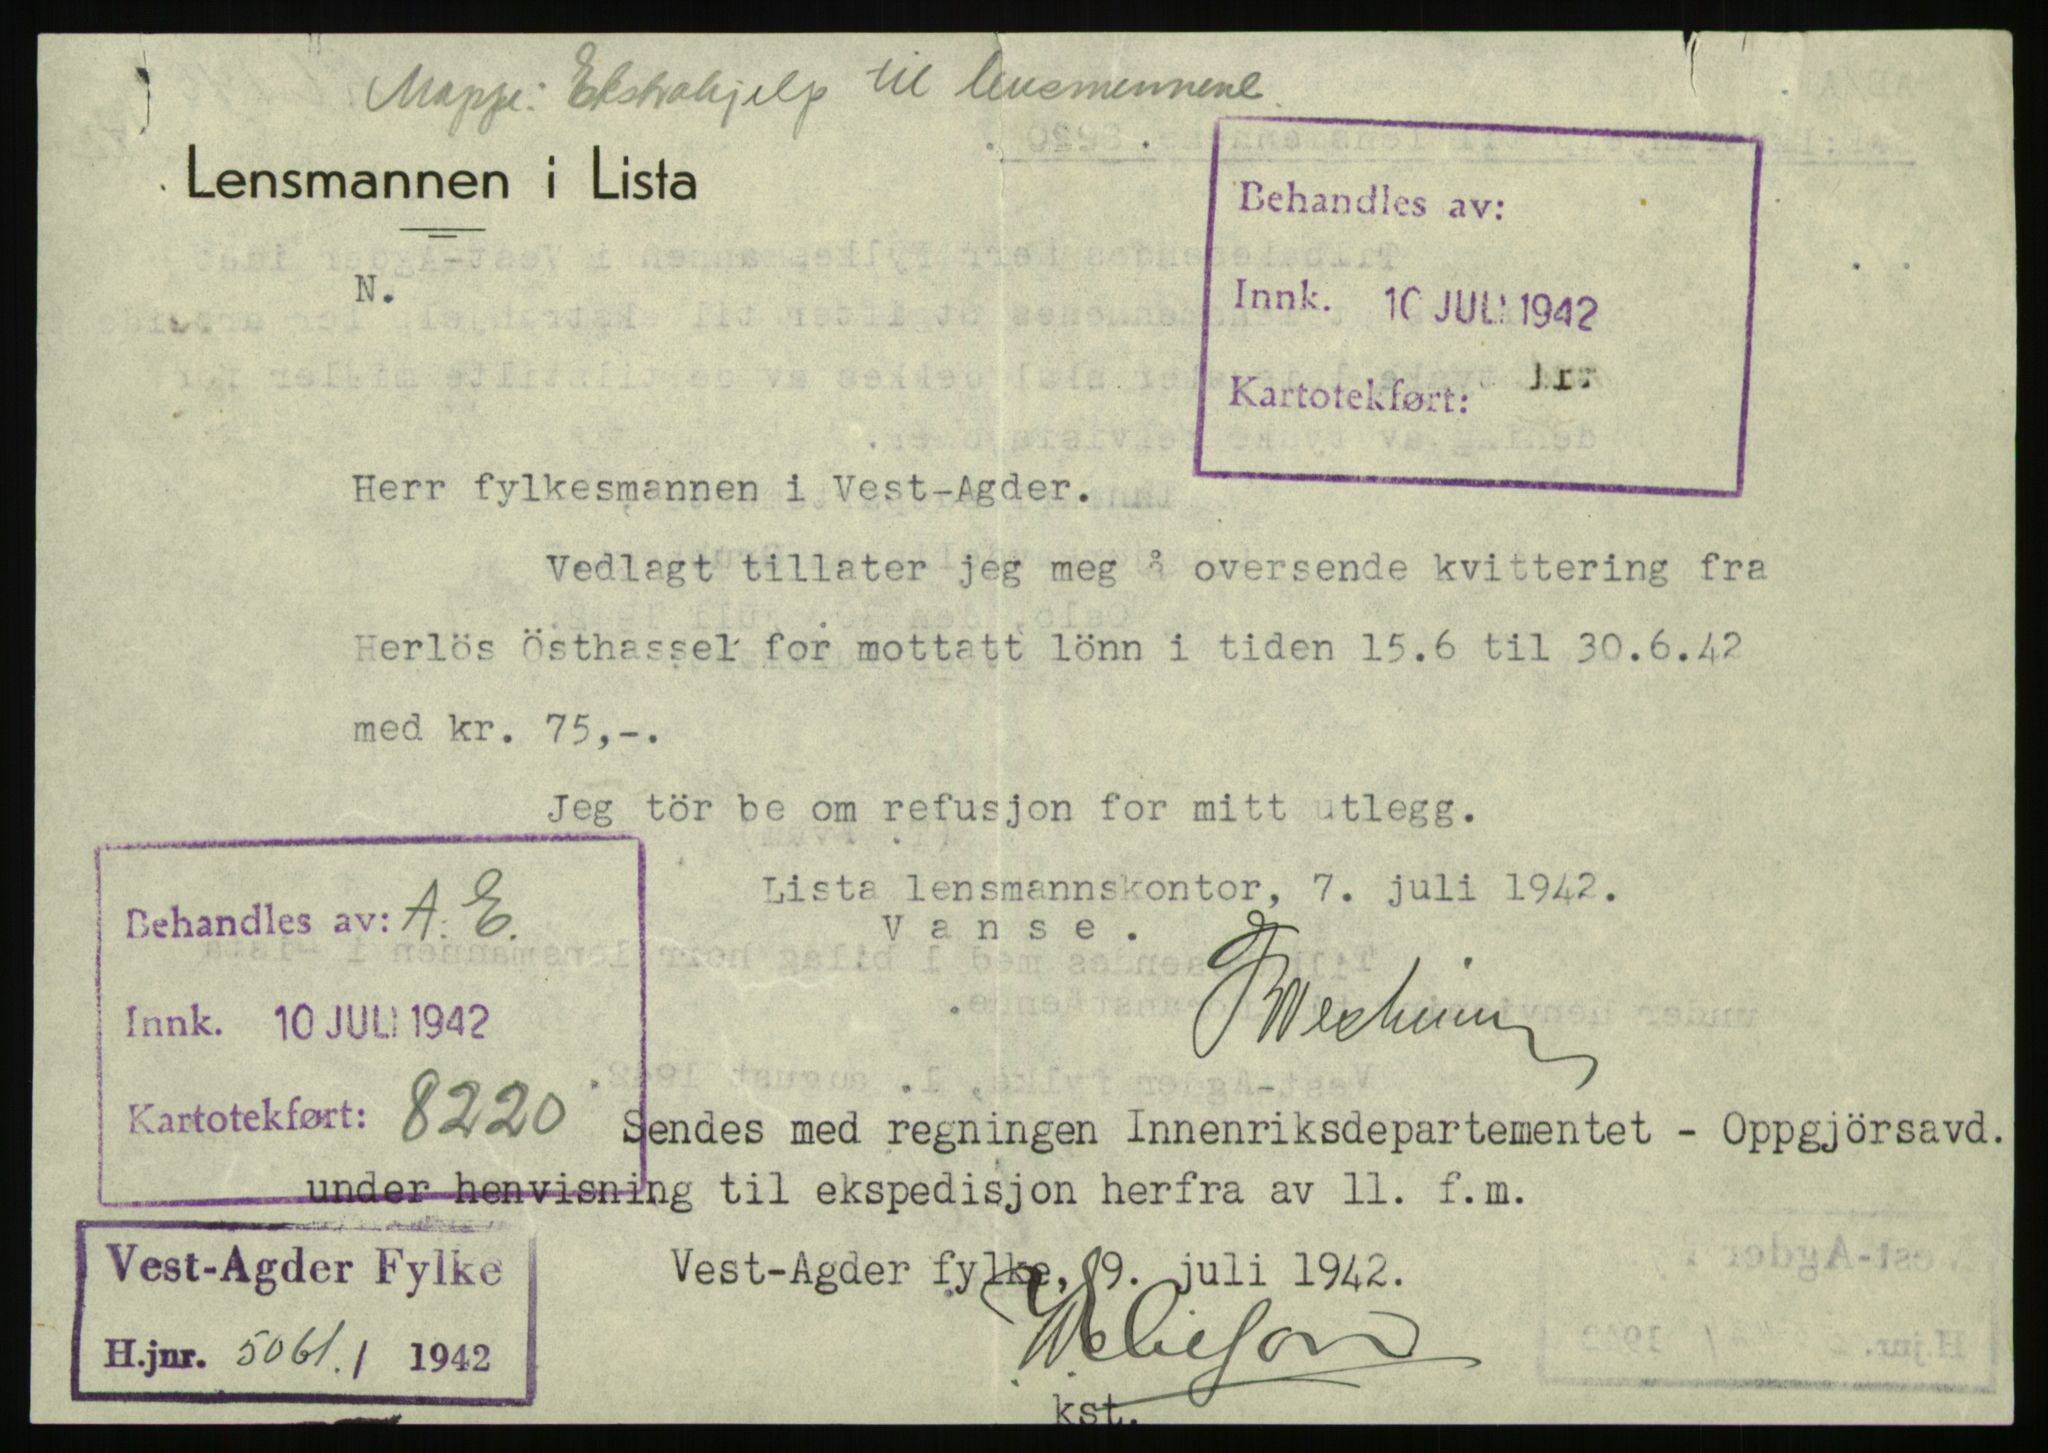 Mappe: Ekstrahjelp til lensmennene.
Lensmannen i Lista
N.
Behandles av:
Innk. 10 JULI 1942
Kartotekført:
Herr fylkesmannen i Vest-Agder.
Vedlagt tillater jeg meg å oversende kvittering fra
Herlös Östhassel for mottatt lönn i tiden 15.6 til 30.6.42
med kr. 75,-.
Jeg tör be om refusjon for mitt utlegg.
Lista lensmannskontor, 7. juli 1942.
Vanse.
Behandles av: A. E.
Innk. 10 JULI 1942
Kartotekført: 8220
Sendes med regningen Innenriksdepartementet - Oppgjörsavd.
under henvisning til ekspedisjon herfra av 11. f.m.
Vest-Agder fylke, 9. juli 1942.
kst.
Vest-Agder Fylke
H.jnr. 5061./ 1942